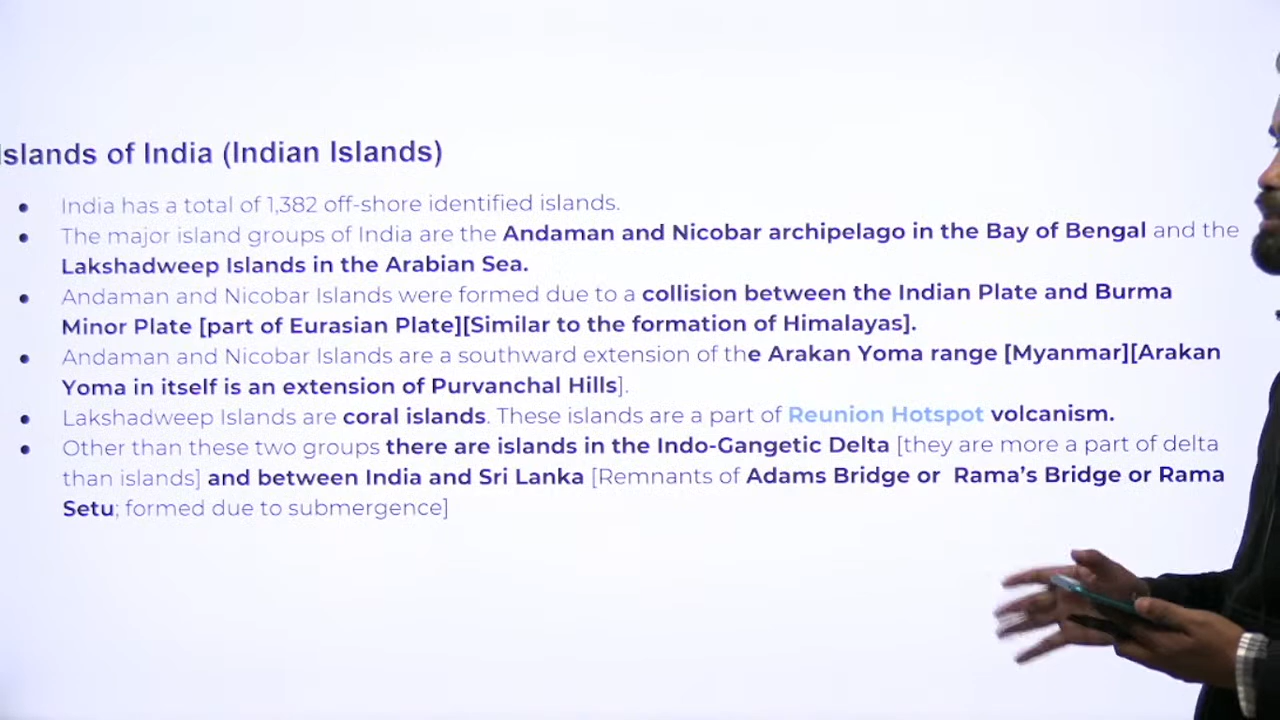 Islands of India (Indian Islands)
India has a total of 1,382 off-shore identified islands.
The major island groups of India are the Andaman and Nicobar archipelago in the Bay of Bengal and the
Lakshadweep Islands in the Arabian Sea.
Andaman and Nicobar Islands were formed due to a collision between the Indian Plate and Burma
Minor Plate [part of Eurasian Plate][Similar to the formation of Himalayas].
Andaman and Nicobar Islands are a southward extension of the Arakan Yoma range [Myanmar][Arakan
Yoma in itself is an extension of Purvanchal Hills].
Lakshadweep Islands are coral islands. These islands are a part of Reunion Hotspot volcanism.
Other than these two groups there are islands in the Indo-Gangetic Delta [they are more a part of delta
than islands] and between India and Sri Lanka [Remnants of Adams Bridge or Rama's Bridge or Rama
Setu; formed due to submergence]